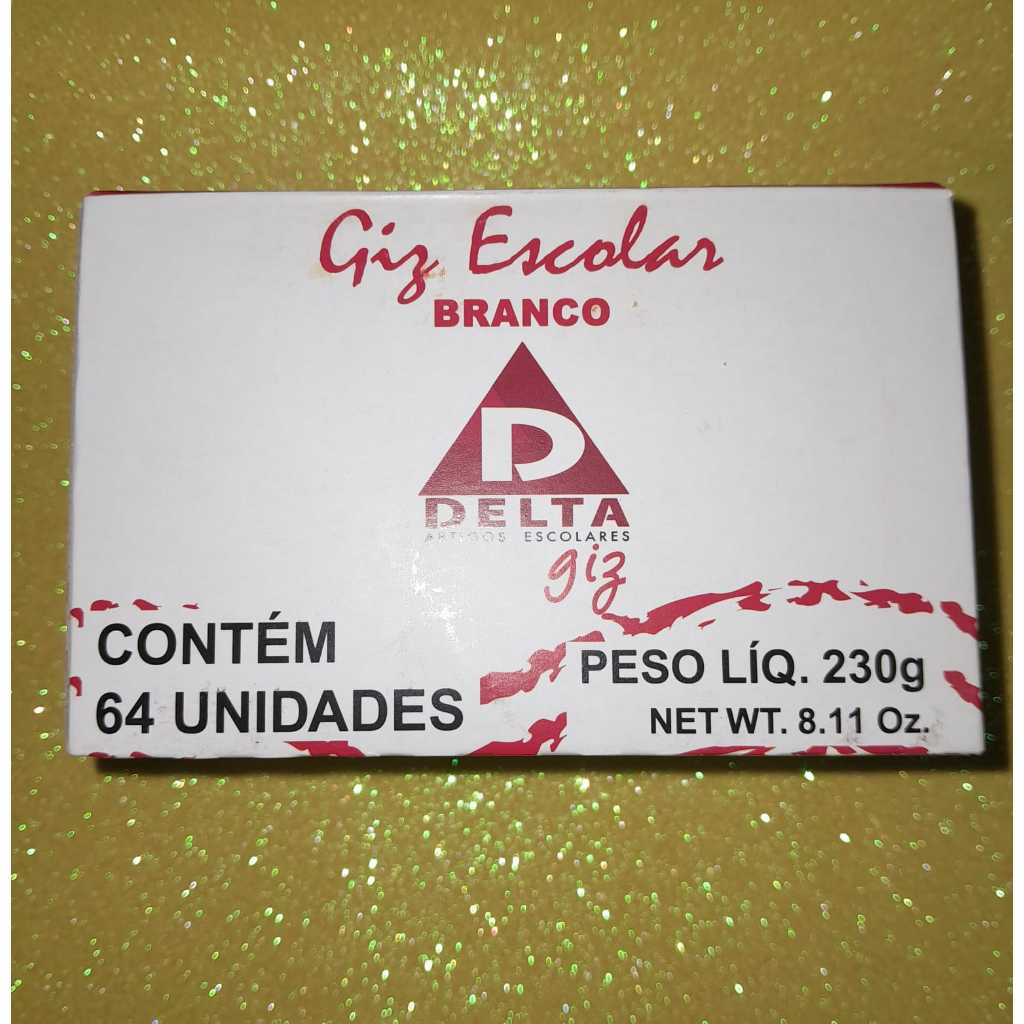 Giz Escolar
BRANCO
D
DELTA
ARTIGOS ESCOLARES
giz
CONTÉM
64 UNIDADES
PESO LÍQ. 230g
NET WT. 8.11 Oz.